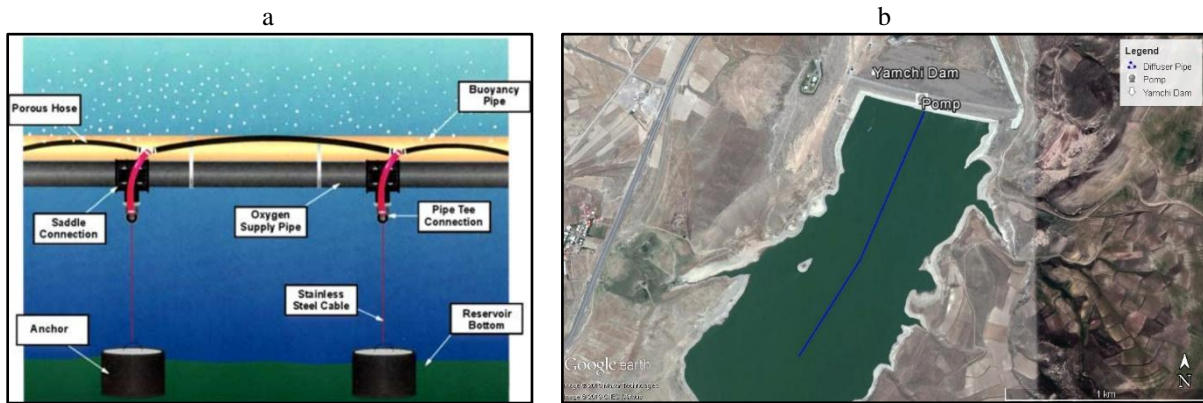 a
b
Porous Hose
Buoyancy
Pipe
Saddle
Connection
Oxygen
Supply Pipe
Pipe Tee
Connection
Stainless
Steel Cable
Anchor
Reservoir
Bottom
Yamchi Dam
Pomp
Legend
Diffuser Pipe
Pomp
Yamchi Dam
Google earth
N
1 km